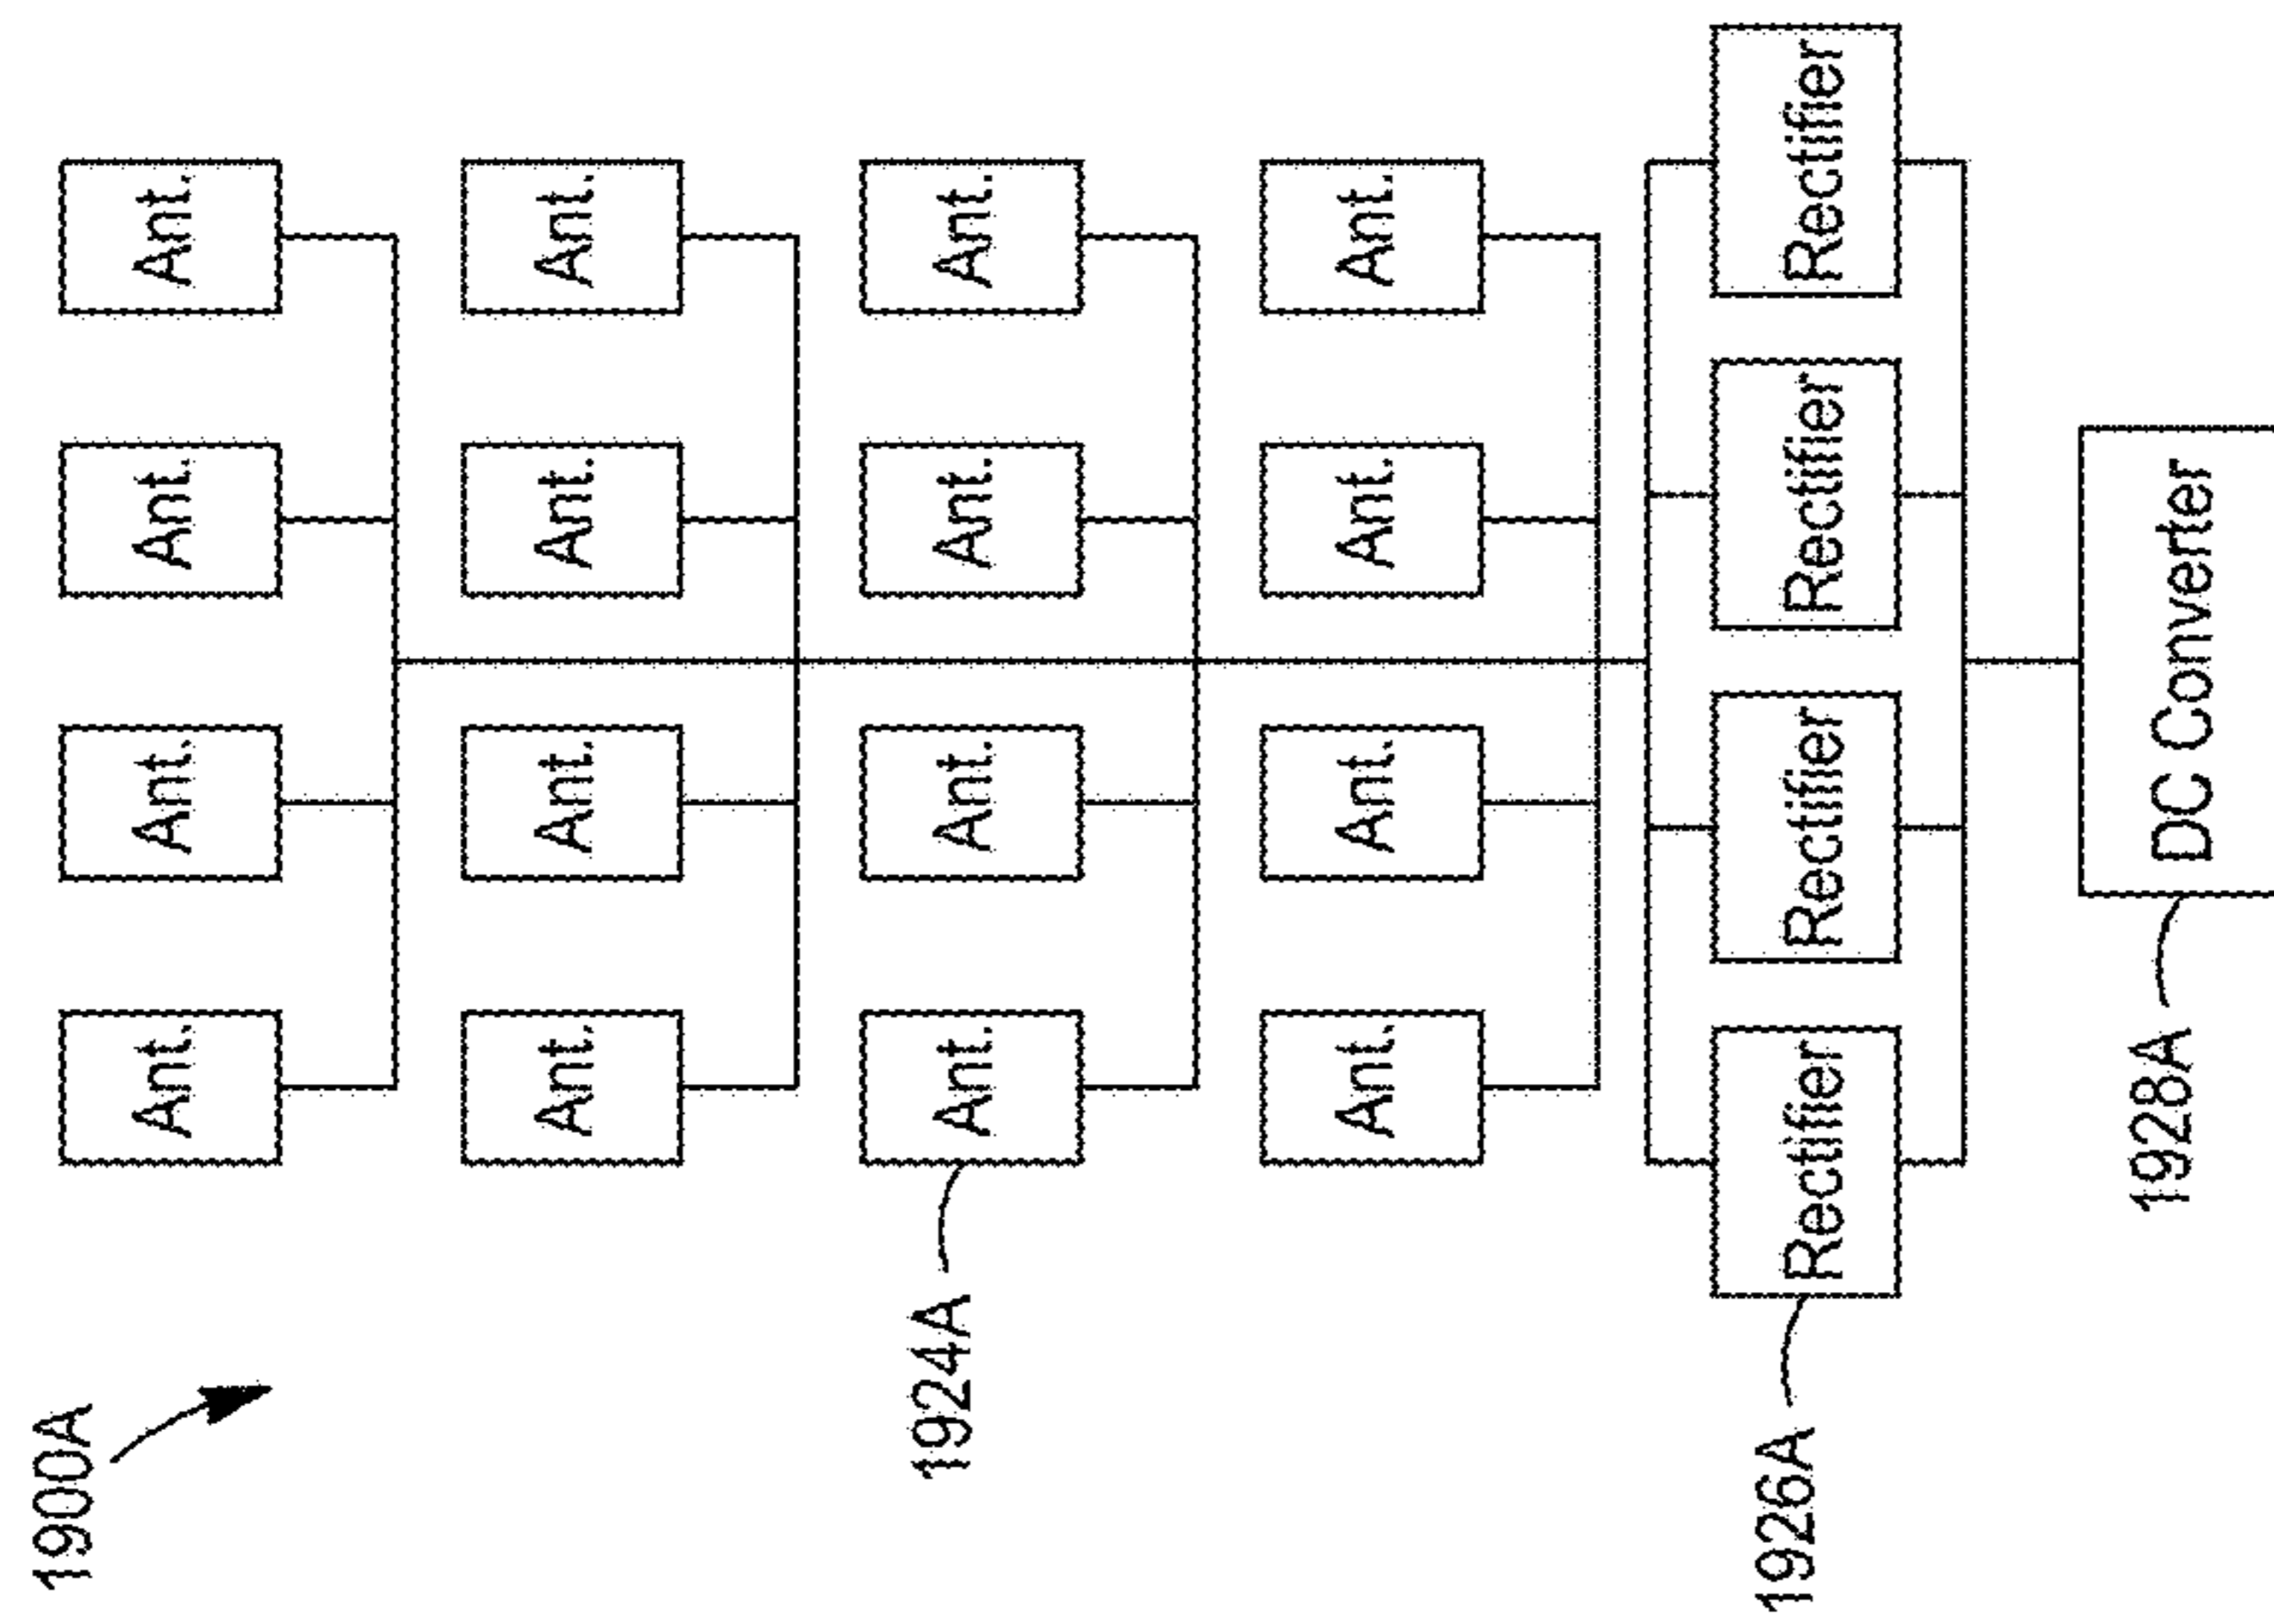 1900A
Ant. Ant. Ant. Ant.
Ant. Ant. Ant. Ant.
1924A Ant. Ant. Ant. Ant.
Ant. Ant. Ant. Ant.
1926A Rectifier Rectifier Rectifier Rectifier
1928A DC Converter